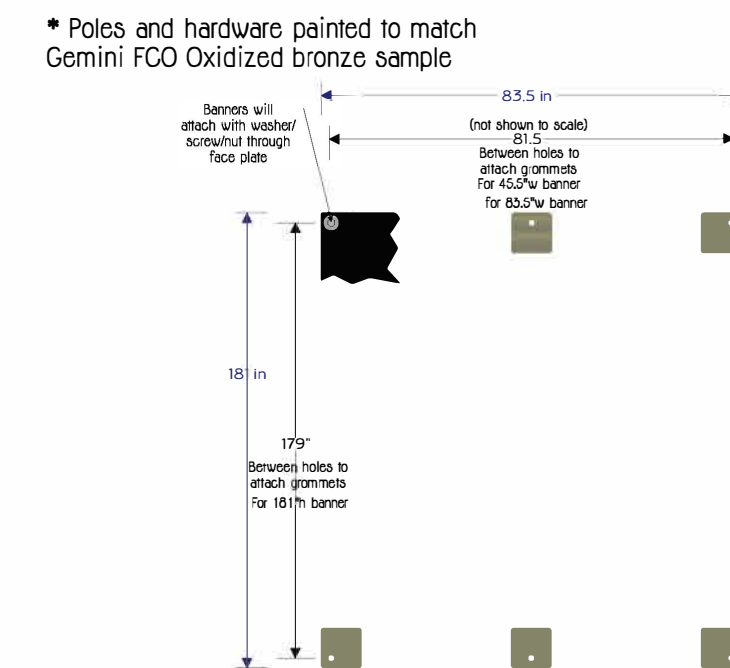 * Poles and hardware painted to match
Gemini FCO Oxidized bronze sample
83.5 in
Banners will
attach with washer/
screw/nut through
face plate
(not shown to scale)
81.5
Between holes to
attach grommets
For 45.5"w banner
for 83.5"w banner
181 in
179"
Between holes to
attach grommets
For 181"h banner